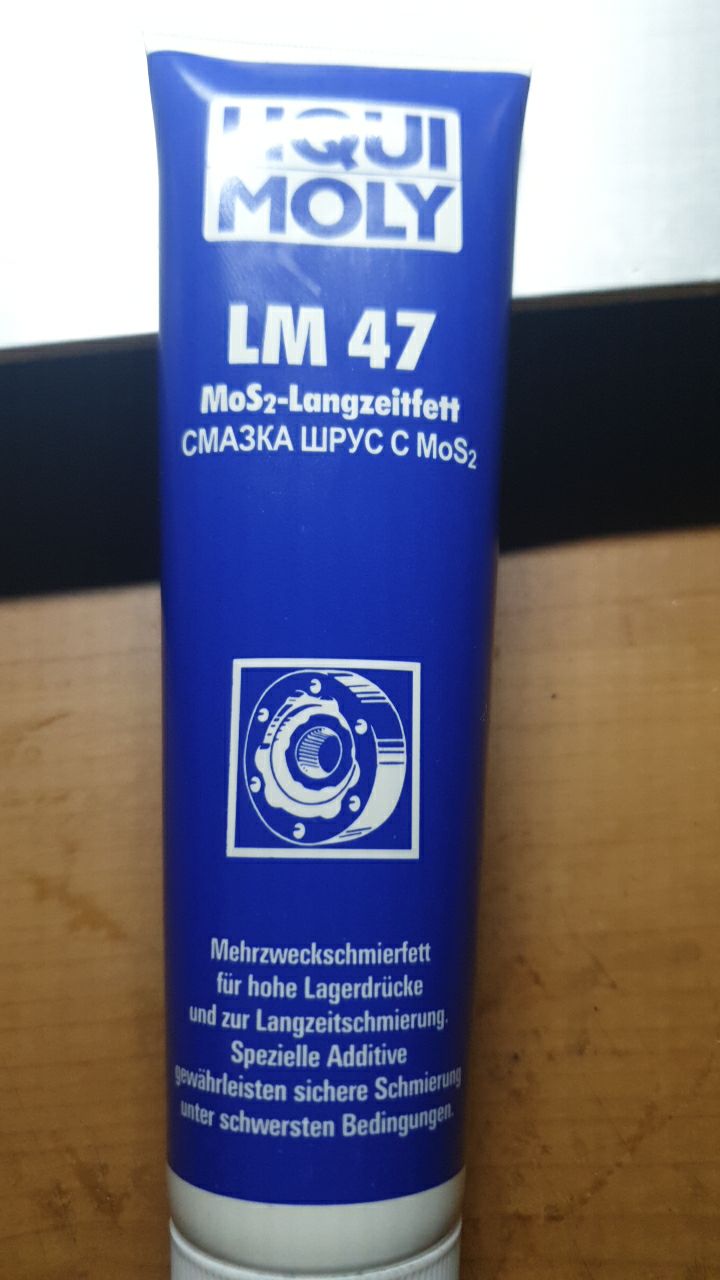 LIQUI
MOLY
LM 47
MoS₂-Langzeitfett
СМАЗКА ШРУС С MoS₂
Mehrzweckschmierfett
für hohe Lagerdrücke
und zur Langzeitschmierung.
Spezielle Additive
gewährleisten sichere Schmierung
unter schwersten Bedingungen.